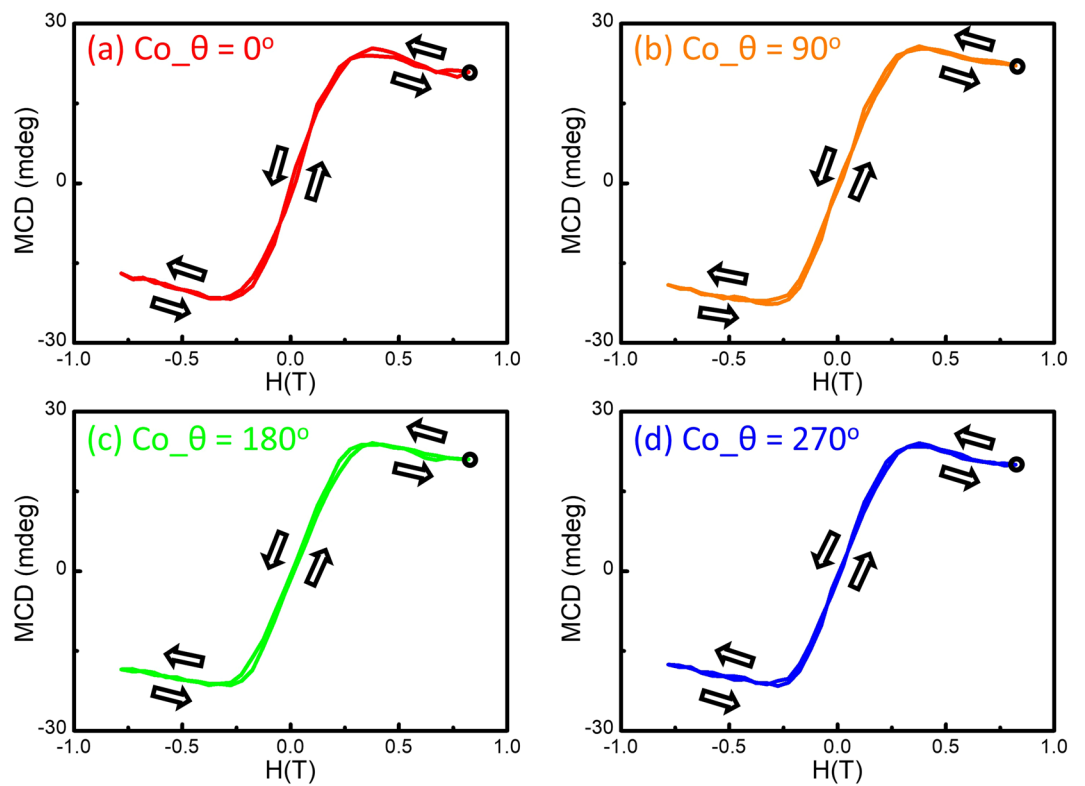 (a) Co_θ = 0°
MCD (mdeg)
30
0
-30
-1.0 -0.5 0.0 0.5 1.0
H(T)
(b) Co_θ = 90°
MCD (mdeg)
30
0
-30
-1.0 -0.5 0.0 0.5 1.0
H(T)
(c) Co_θ = 180°
MCD (mdeg)
30
0
-30
-1.0 -0.5 0.0 0.5 1.0
H(T)
(d) Co_θ = 270°
MCD (mdeg)
30
0
-30
-1.0 -0.5 0.0 0.5 1.0
H(T)